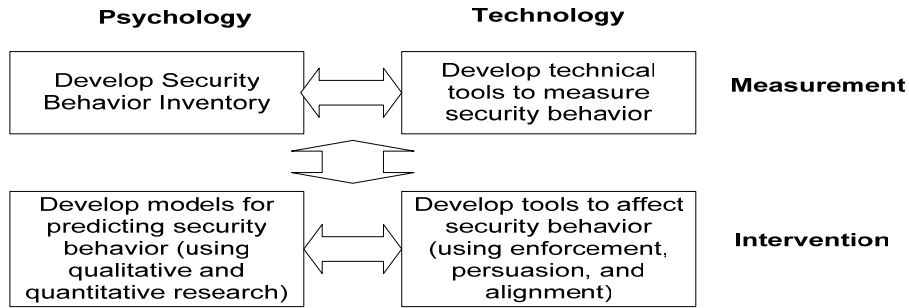 Psychology
Technology
Develop Security
Behavior Inventory
Develop technical
tools to measure
security behavior
Measurement
Develop models for
predicting security
behavior (using
qualitative and
quantitative research)
Develop tools to affect
security behavior
(using enforcement,
persuasion, and
alignment)
Intervention